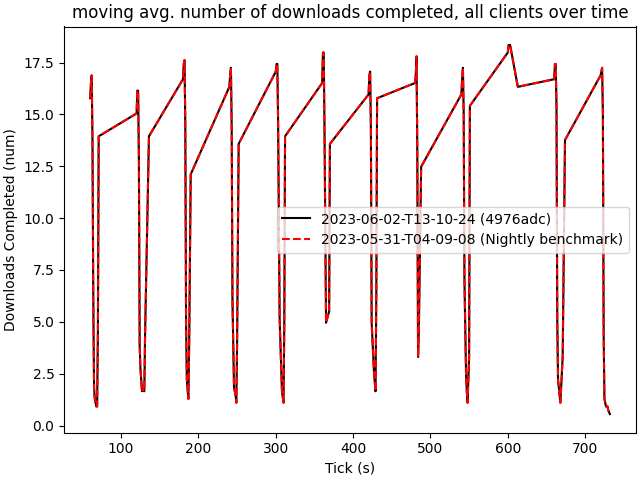 moving avg. number of downloads completed, all clients over time
Downloads Completed (num)
17.5
15.0
12.5
10.0
7.5
5.0
2.5
0.0
2023-06-02-T13-10-24 (4976adc)
2023-05-31-T04-09-08 (Nightly benchmark)
100 200 300 400 500 600 700
Tick (s)